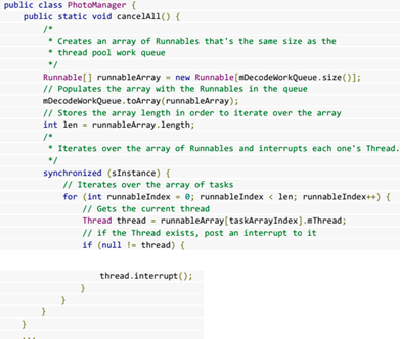 public class PhotoManager {
public static void cancelAll() {
/*
* Creates an array of Runnables that's the same size as the
* thread pool work queue
*/
Runnable[] runnableArray = new Runnable[mDecodeWorkQueue.size()];
// Populates the array with the Runnables in the queue
mDecodeWorkQueue.toArray(runnableArray);
// Stores the array length in order to iterate over the array
int len = runnableArray.length;
/*
* Iterates over the array of Runnables and interrupts each one's Thread.
*/
synchronized (sInstance) {
// Iterates over the array of tasks
for (int runnableIndex = 0; runnableIndex < len; runnableIndex++) {
// Gets the current thread
Thread thread = runnableArray[taskArrayIndex].mThread;
// if the Thread exists, post an interrupt to it
if (null != thread) {
thread.interrupt();
}
}
}
}
...